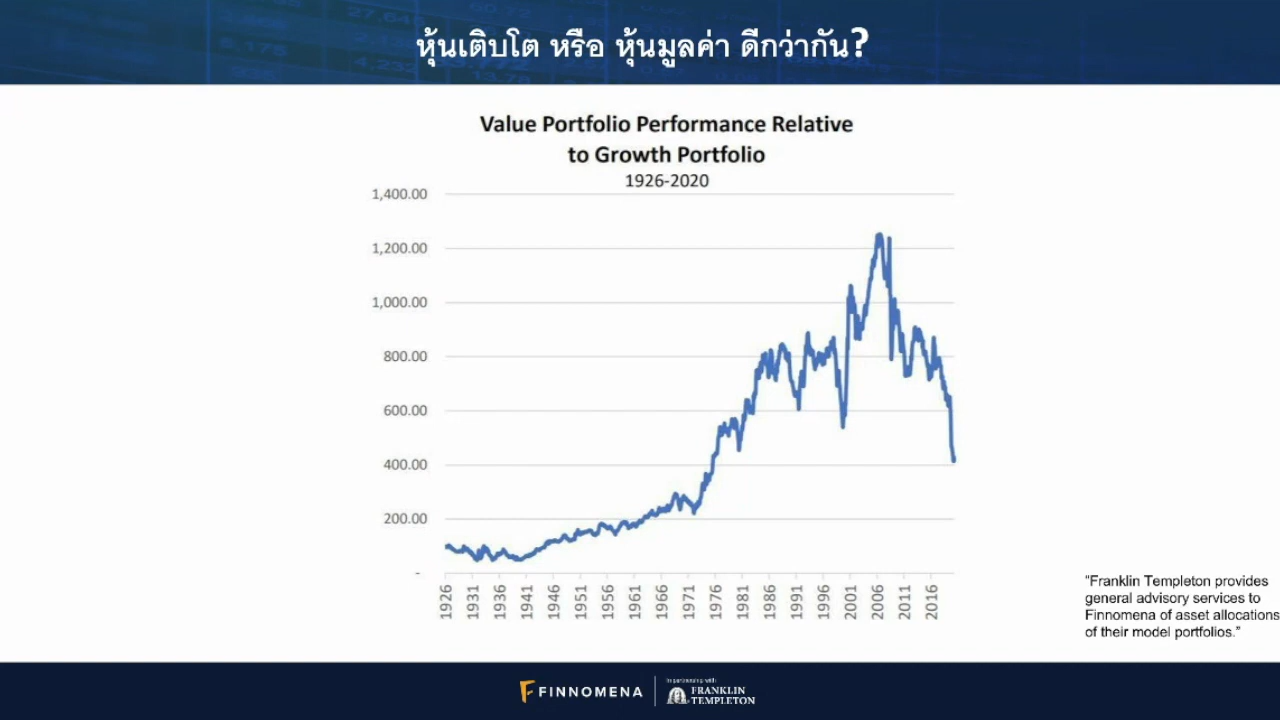 หุ้นเติบโต หรือ หุ้นมูลค่า ดีกว่ากัน?
Value Portfolio Performance Relative
to Growth Portfolio
1926-2020
1,400.00
1,200.00
1,000.00
800.00
600.00
400.00
200.00
-
1926 1931 1936 1941 1946 1951 1956 1961 1966 1971 1976 1981 1986 1991 1996 2001 2006 2011 2016
“Franklin Templeton provides
general advisory services to
Finnomena of asset allocations
of their model portfolios.”
FINNOMENA
In partnership with
FRANKLIN
TEMPLETON